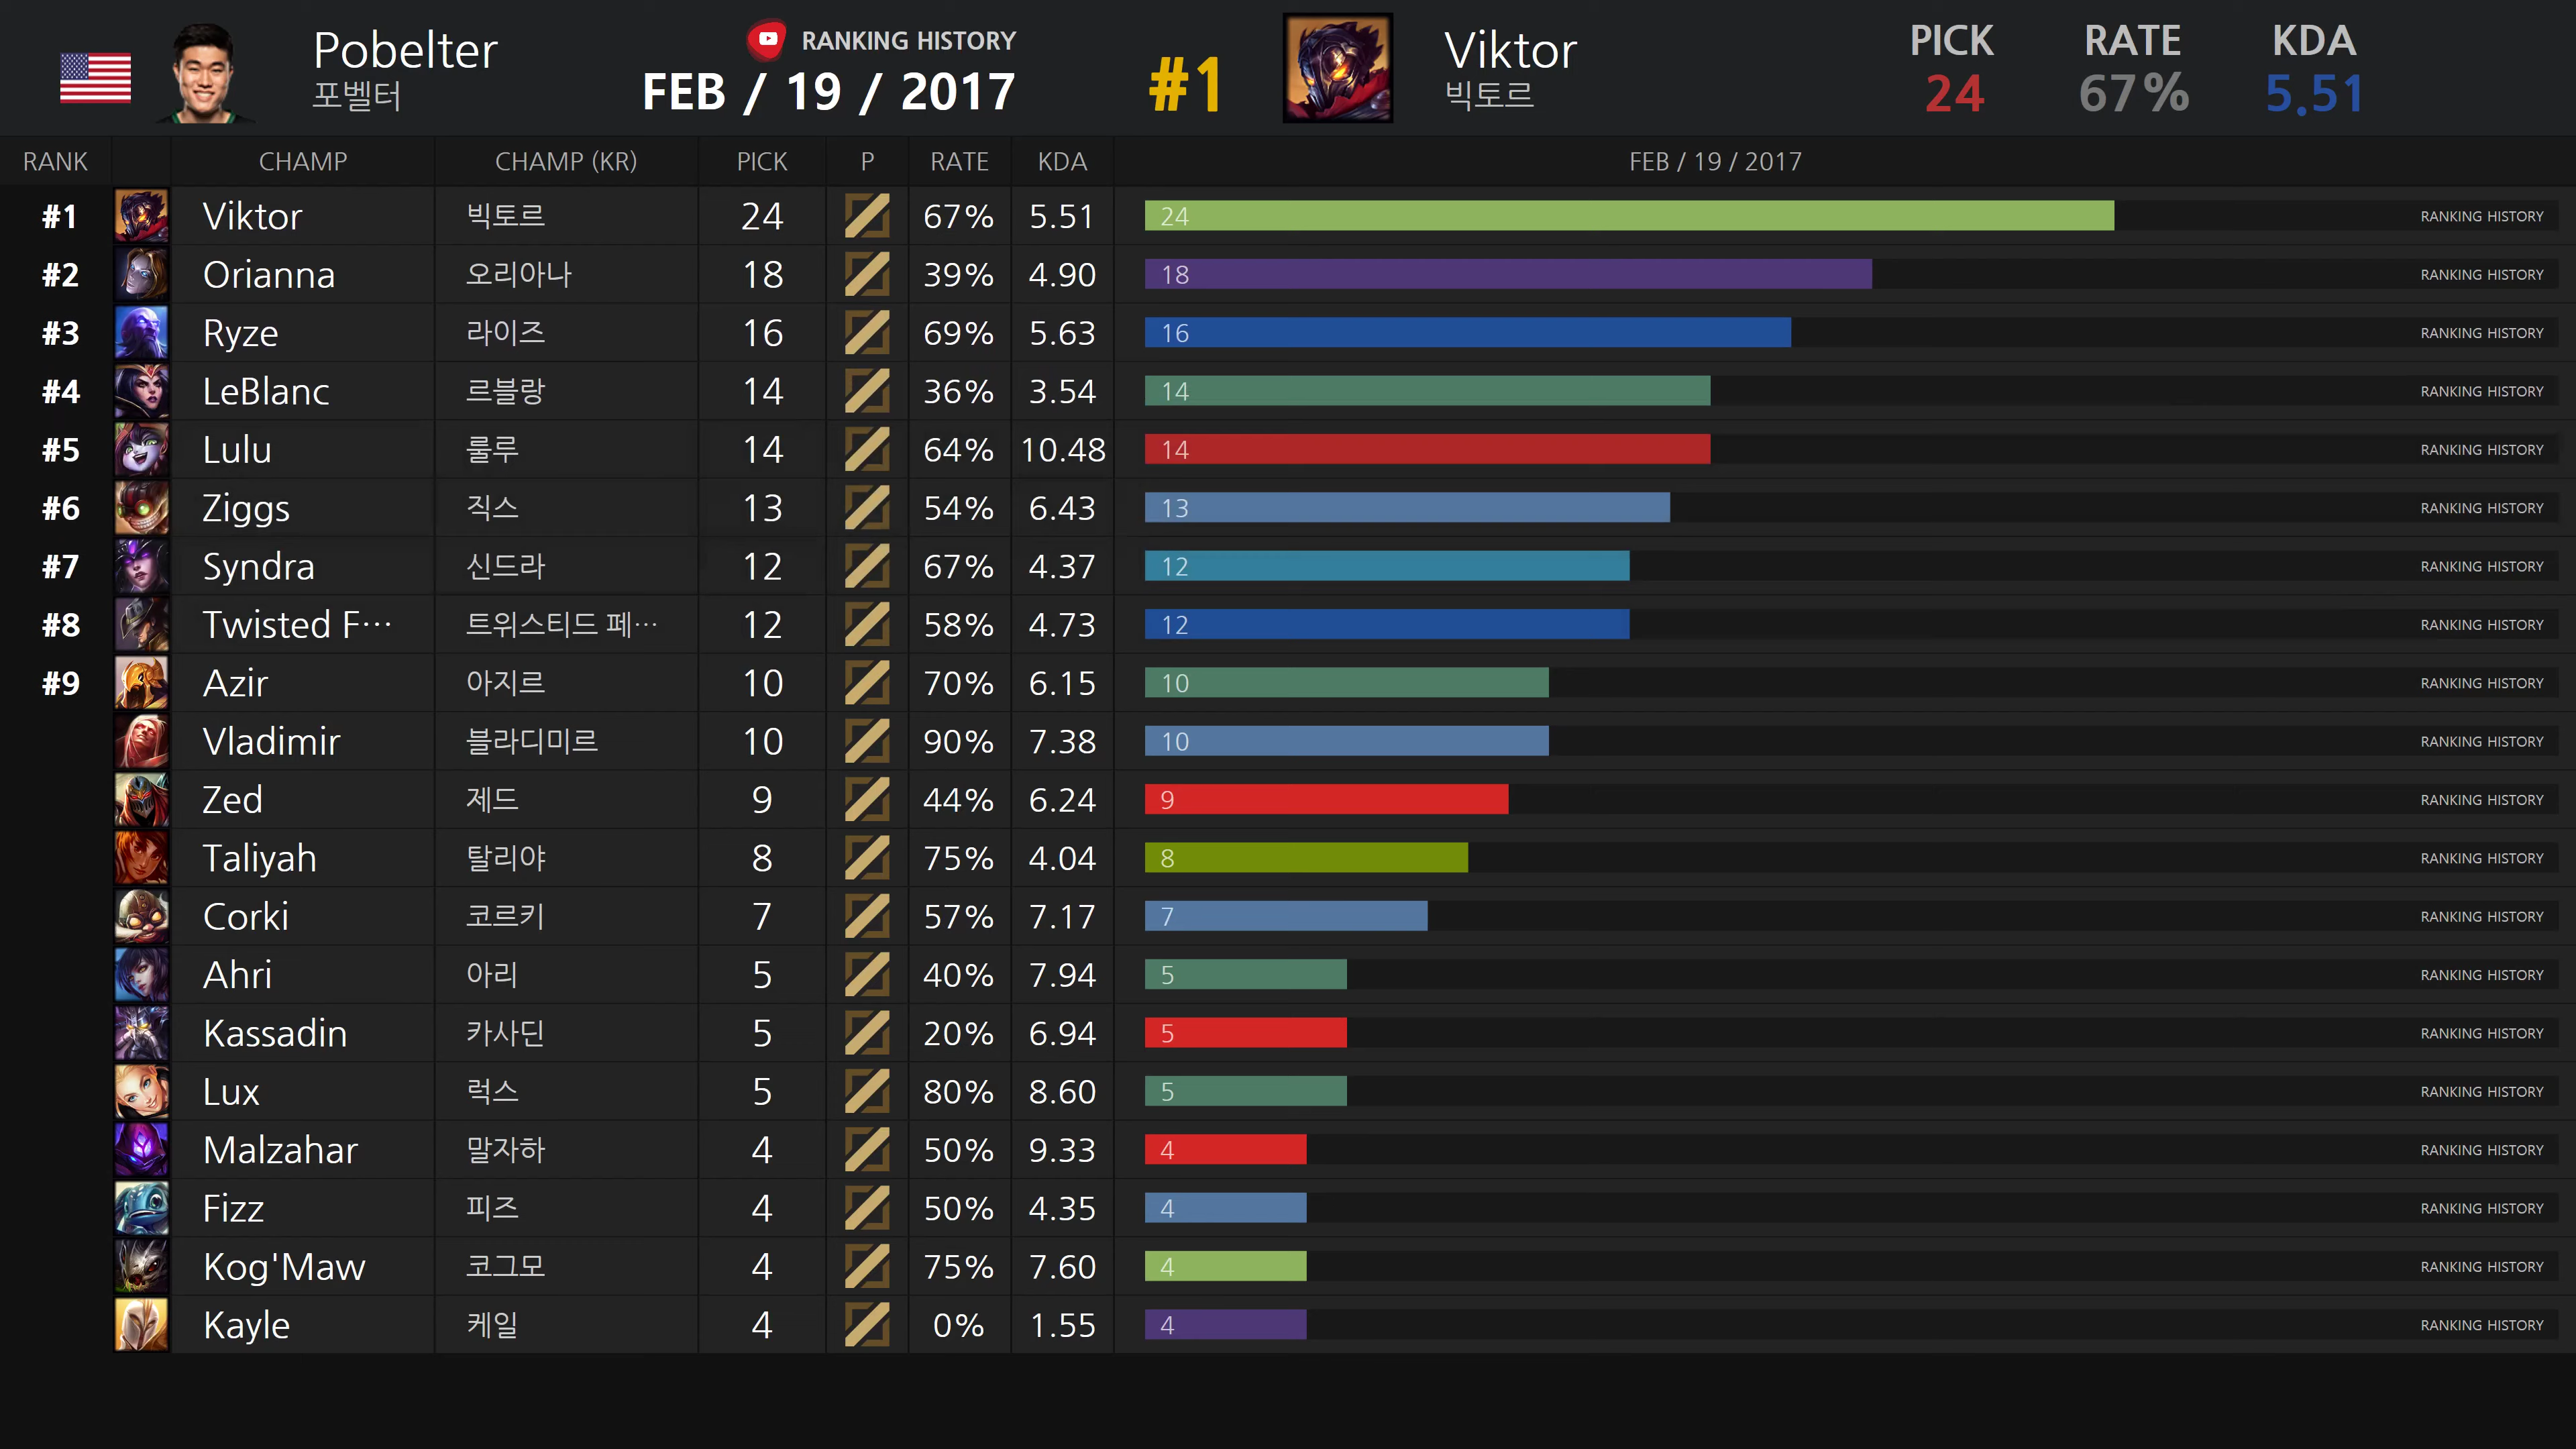 Pobelter
포벨터
RANKING HISTORY
FEB / 19 / 2017
#1
Viktor
빅토르
PICK RATE KDA
24 67% 5.51
RANK CHAMP CHAMP (KR) PICK P RATE KDA FEB / 19 / 2017
#1 Viktor 빅토르 24 67% 5.51 24 RANKING HISTORY
#2 Orianna 오리아나 18 39% 4.90 18 RANKING HISTORY
#3 Ryze 라이즈 16 69% 5.63 16 RANKING HISTORY
#4 LeBlanc 르블랑 14 36% 3.54 14 RANKING HISTORY
#5 Lulu 룰루 14 64% 10.48 14 RANKING HISTORY
#6 Ziggs 직스 13 54% 6.43 13 RANKING HISTORY
#7 Syndra 신드라 12 67% 4.37 12 RANKING HISTORY
#8 Twisted F··· 트위스티드 페··· 12 58% 4.73 12 RANKING HISTORY
#9 Azir 아지르 10 70% 6.15 10 RANKING HISTORY
Vladimir 블라디미르 10 90% 7.38 10 RANKING HISTORY
Zed 제드 9 44% 6.24 9 RANKING HISTORY
Taliyah 탈리야 8 75% 4.04 8 RANKING HISTORY
Corki 코르키 7 57% 7.17 7 RANKING HISTORY
Ahri 아리 5 40% 7.94 5 RANKING HISTORY
Kassadin 카사딘 5 20% 6.94 5 RANKING HISTORY
Lux 럭스 5 80% 8.60 5 RANKING HISTORY
Malzahar 말자하 4 50% 9.33 4 RANKING HISTORY
Fizz 피즈 4 50% 4.35 4 RANKING HISTORY
Kog'Maw 코그모 4 75% 7.60 4 RANKING HISTORY
Kayle 케일 4 0% 1.55 4 RANKING HISTORY